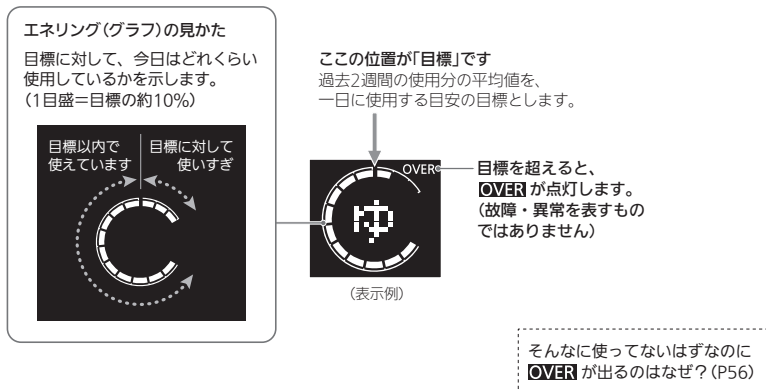 エネリング(グラフ)の見かた
目標に対して、今日はどれくらい
使用しているかを示します。
(1目盛=目標の約10%)
目標以内で
使えています
目標に対して
使いすぎ
ここの位置が「目標」です
過去2週間の使用分の平均値を、
一日に使用する目安の目標とします。
OVER
目標を超えると、
OVER が点灯します。
(故障・異常を表すもの
ではありません)
(表示例)
そんなに使ってないはずなのに
OVER が出るのはなぜ?(P56)